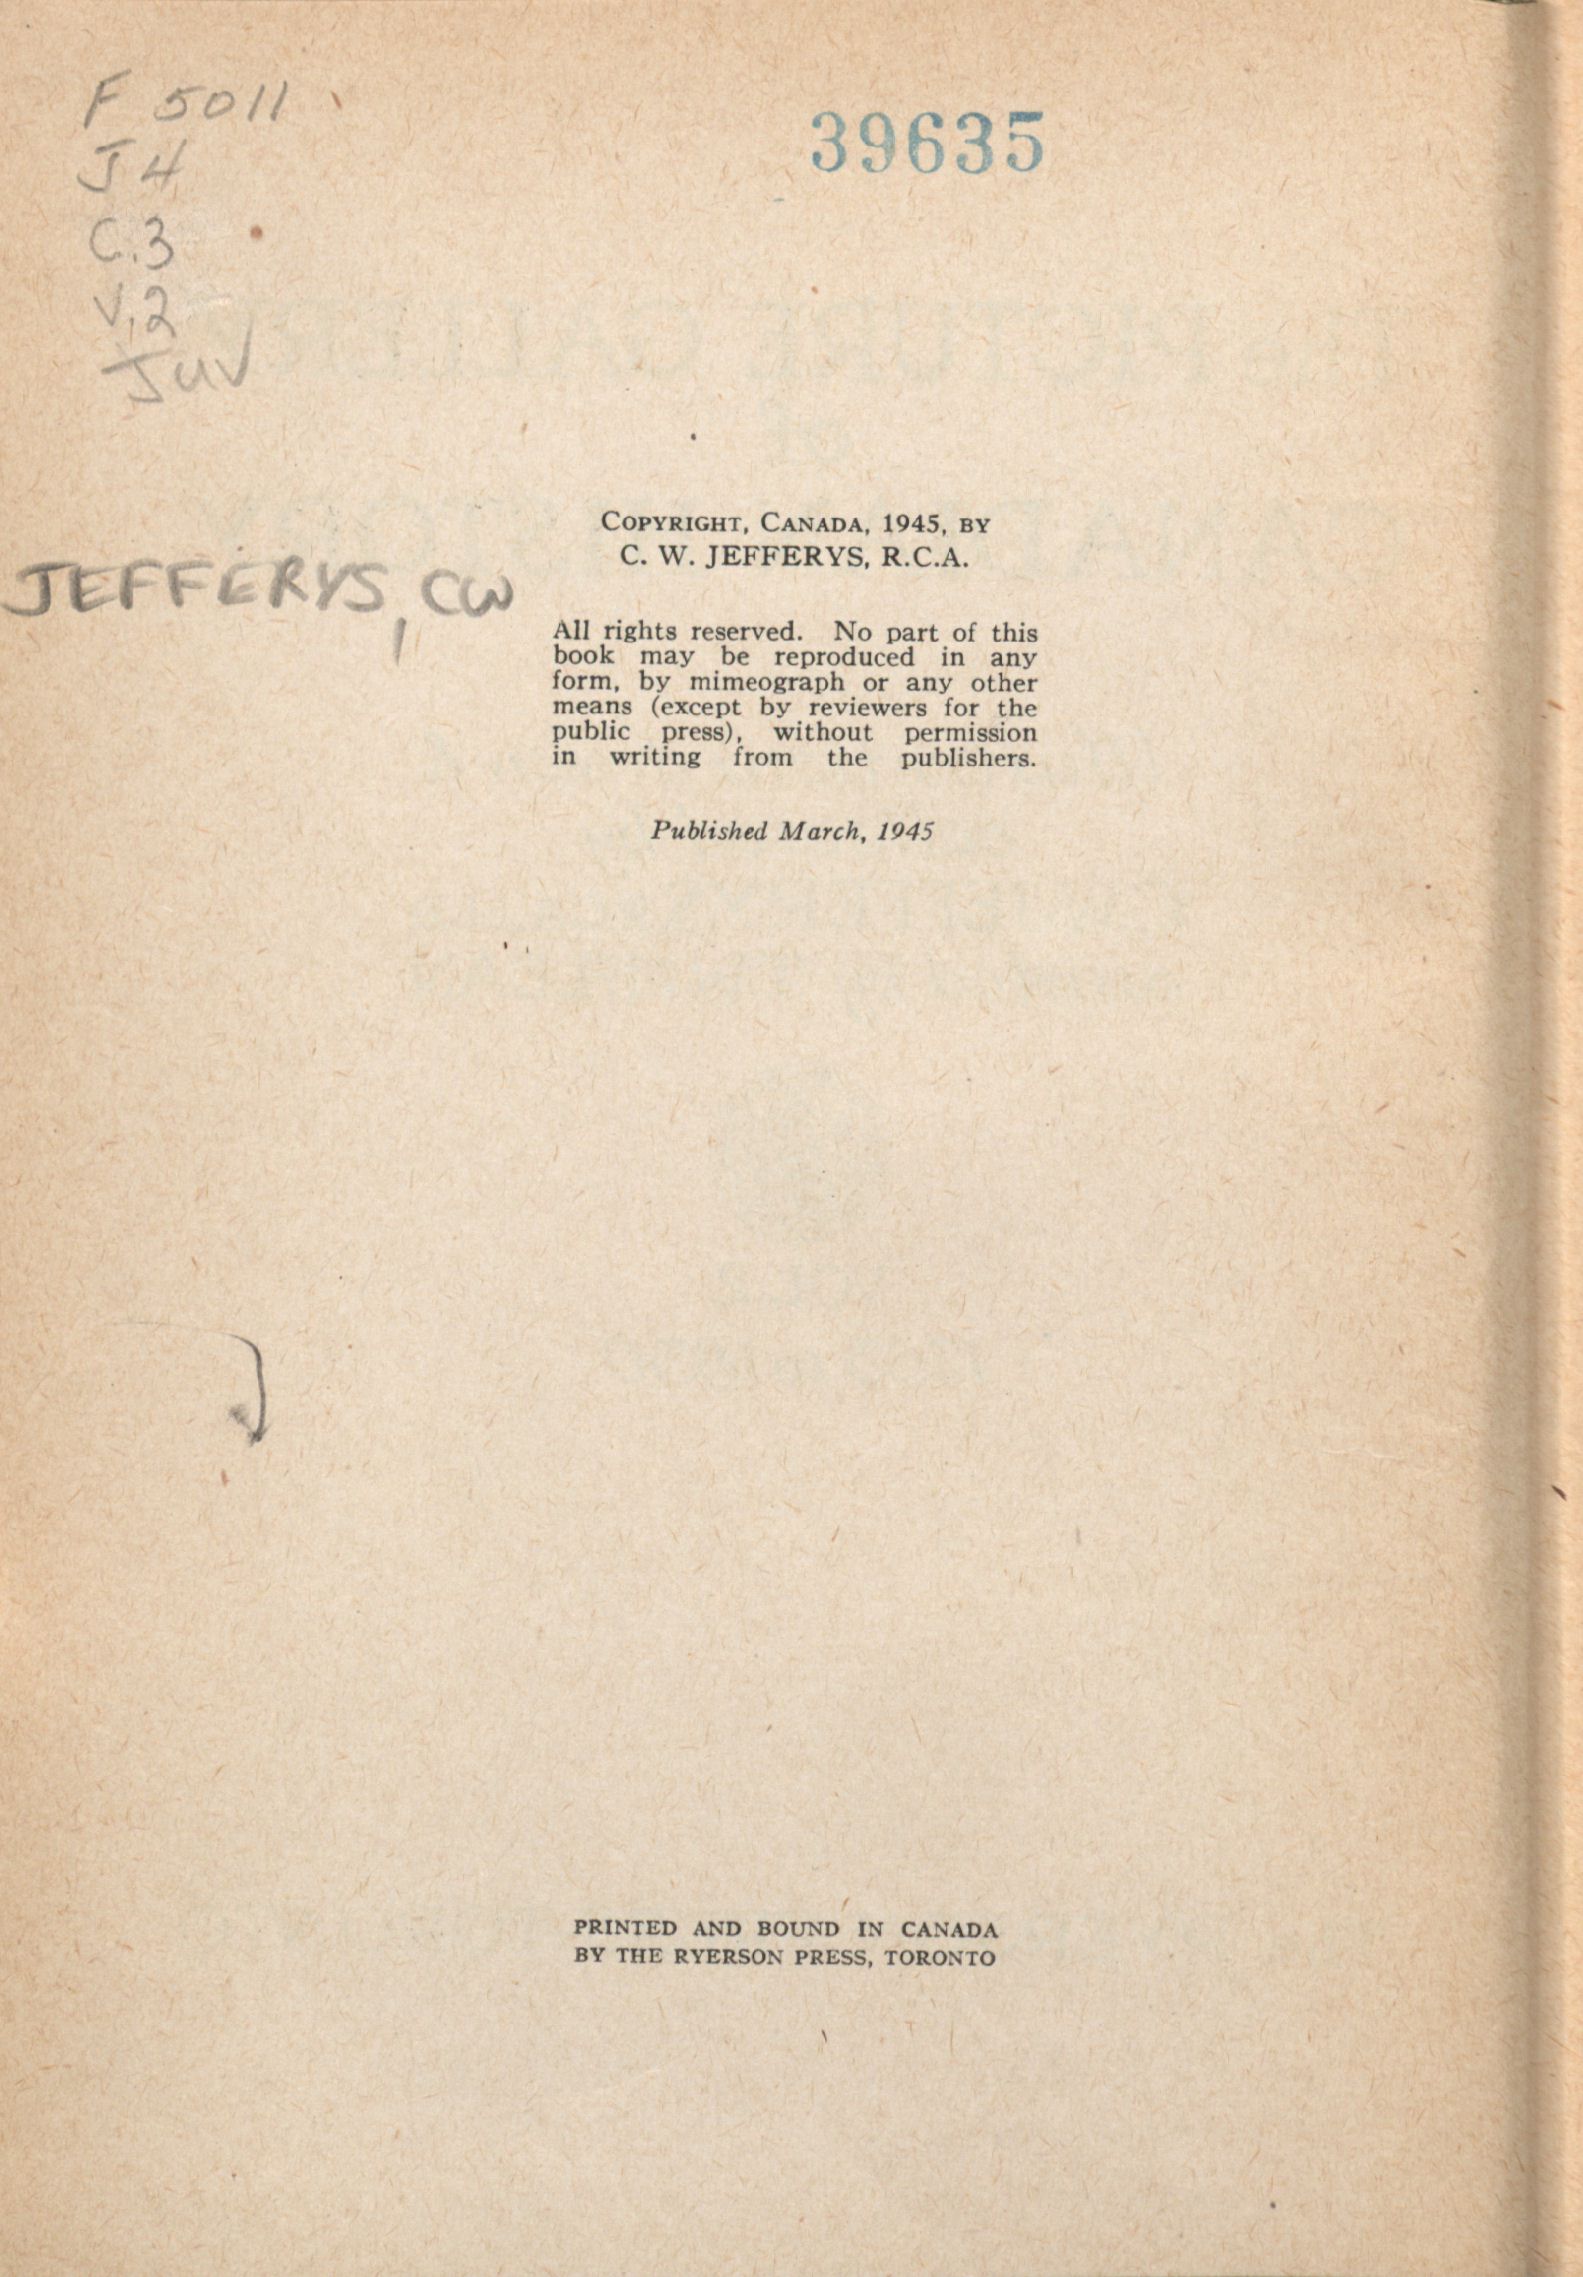 F 5011
J4
C.3
V.2
Juv
39635
COPYRIGHT, CANADA, 1945, BY
C. W. JEFFERYS, R.C.A.
JEFFERYS, CW
All rights reserved. No part of this
book may be reproduced in any
form, by mimeograph or any other
means (except by reviewers for the
public press), without permission
in writing from the publishers.
Published March, 1945
PRINTED AND BOUND IN CANADA
BY THE RYERSON PRESS, TORONTO